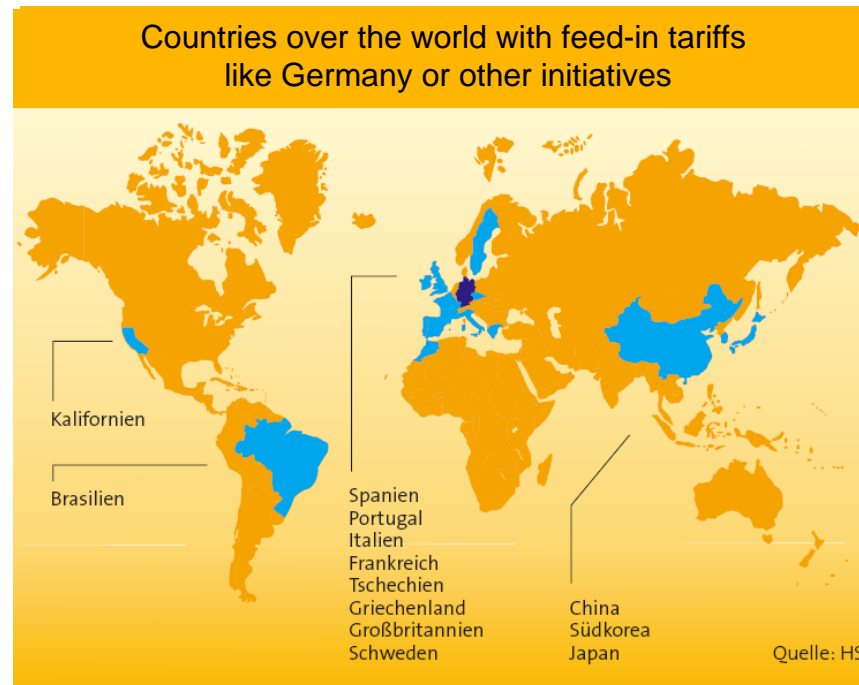 Countries over the world with feed-in tariffs
like Germany or other initiatives
Kalifornien
Brasilien
Spanien
Portugal
Italien
Frankreich
Tschechien
Griechenland
Großbritannien
Schweden
China
Südkorea
Japan
Quelle: HS